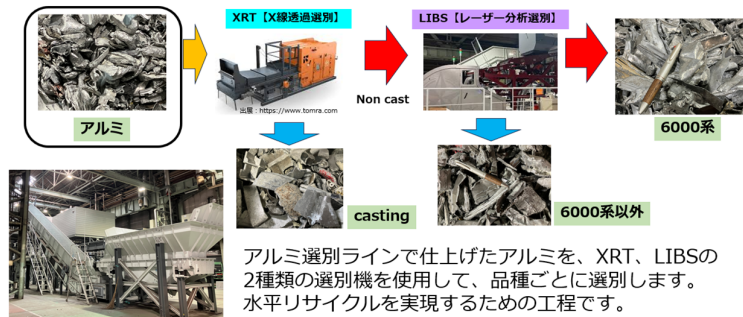 XRT【X線透過選別】
LIBS【レーザー分析選別】
アルミ
出展:https://www.tomra.com
Non cast
6000系
casting
6000系以外
アルミ選別ラインで仕上げたアルミを、XRT、LIBSの
2種類の選別機を使用して、品種ごとに選別します。
水平リサイクルを実現するための工程です。